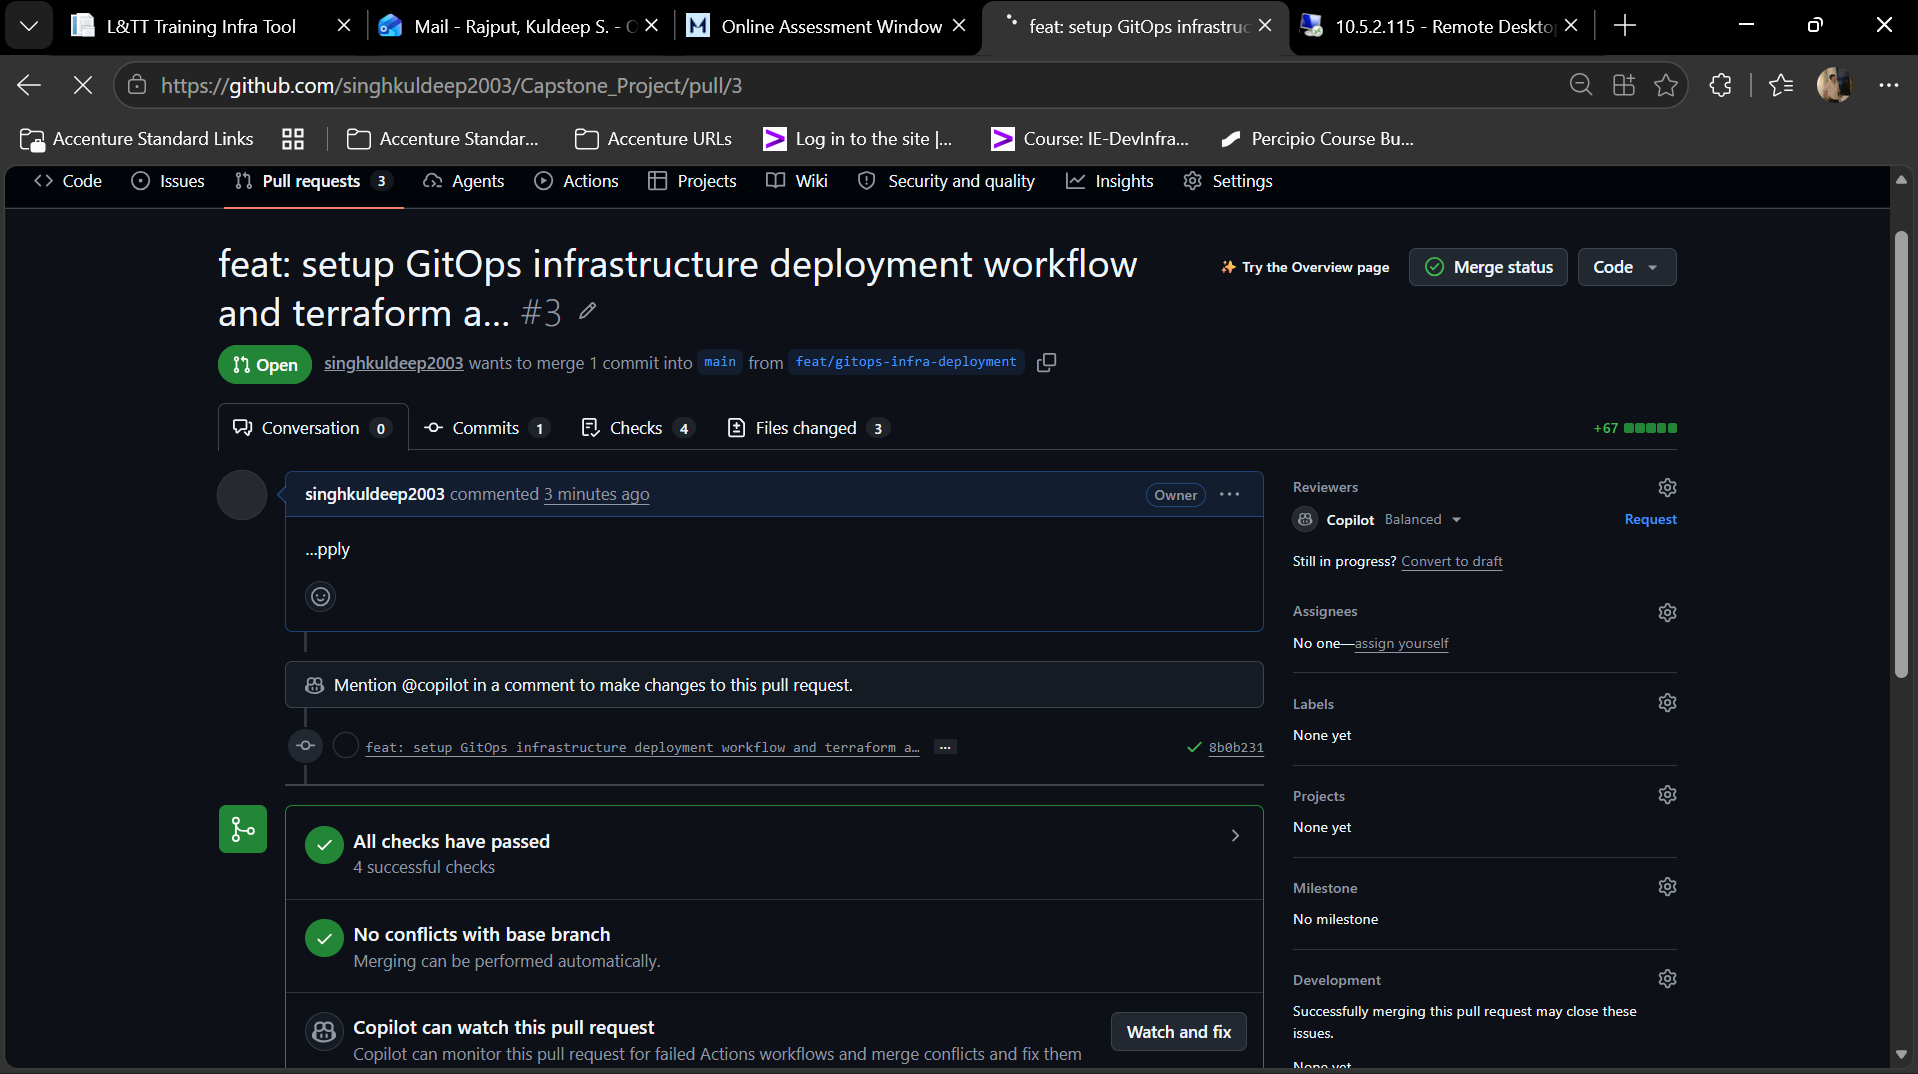 L&TT Training Infra Tool
Mail - Rajput, Kuldeep S. - O
Online Assessment Window
feat: setup GitOps infrastruc
10.5.2.115 - Remote Desktop
https://github.com/singhkuldeep2003/Capstone_Project/pull/3
Accenture Standard Links
Accenture Standar...
Accenture URLs
Log in to the site |...
Course: IE-DevInfra...
Percipio Course Bu...
Code
Issues
Pull requests 3
Agents
Actions
Projects
Wiki
Security and quality
Insights
Settings
feat: setup GitOps infrastructure deployment workflow
and terraform a... #3
Try the Overview page
Merge status
Code
Open
singhkuldeep2003 wants to merge 1 commit into main from feat/gitops-infra-deployment
Conversation 0
Commits 1
Checks 4
Files changed 3
+67
singhkuldeep2003 commented 3 minutes ago
Owner
...pply
Mention @copilot in a comment to make changes to this pull request.
feat: setup GitOps infrastructure deployment workflow and terraform a…
8b0b231
All checks have passed
4 successful checks
No conflicts with base branch
Merging can be performed automatically.
Copilot can watch this pull request
Copilot can monitor this pull request for failed Actions workflows and merge conflicts and fix them
Watch and fix
Reviewers
Copilot Balanced
Request
Still in progress? Convert to draft
Assignees
No one—assign yourself
Labels
None yet
Projects
None yet
Milestone
No milestone
Development
Successfully merging this pull request may close these
issues.
None yet